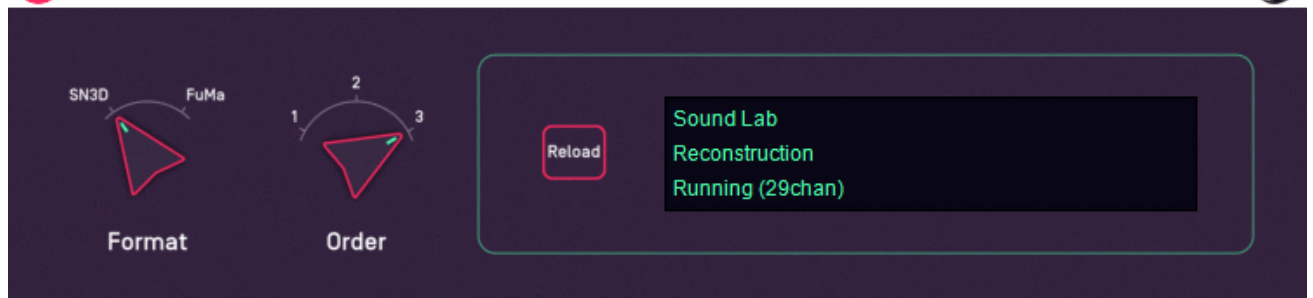 SN3D
FuMa
Format
1
2
3
Order
Reload
Sound Lab
Reconstruction
Running (29chan)